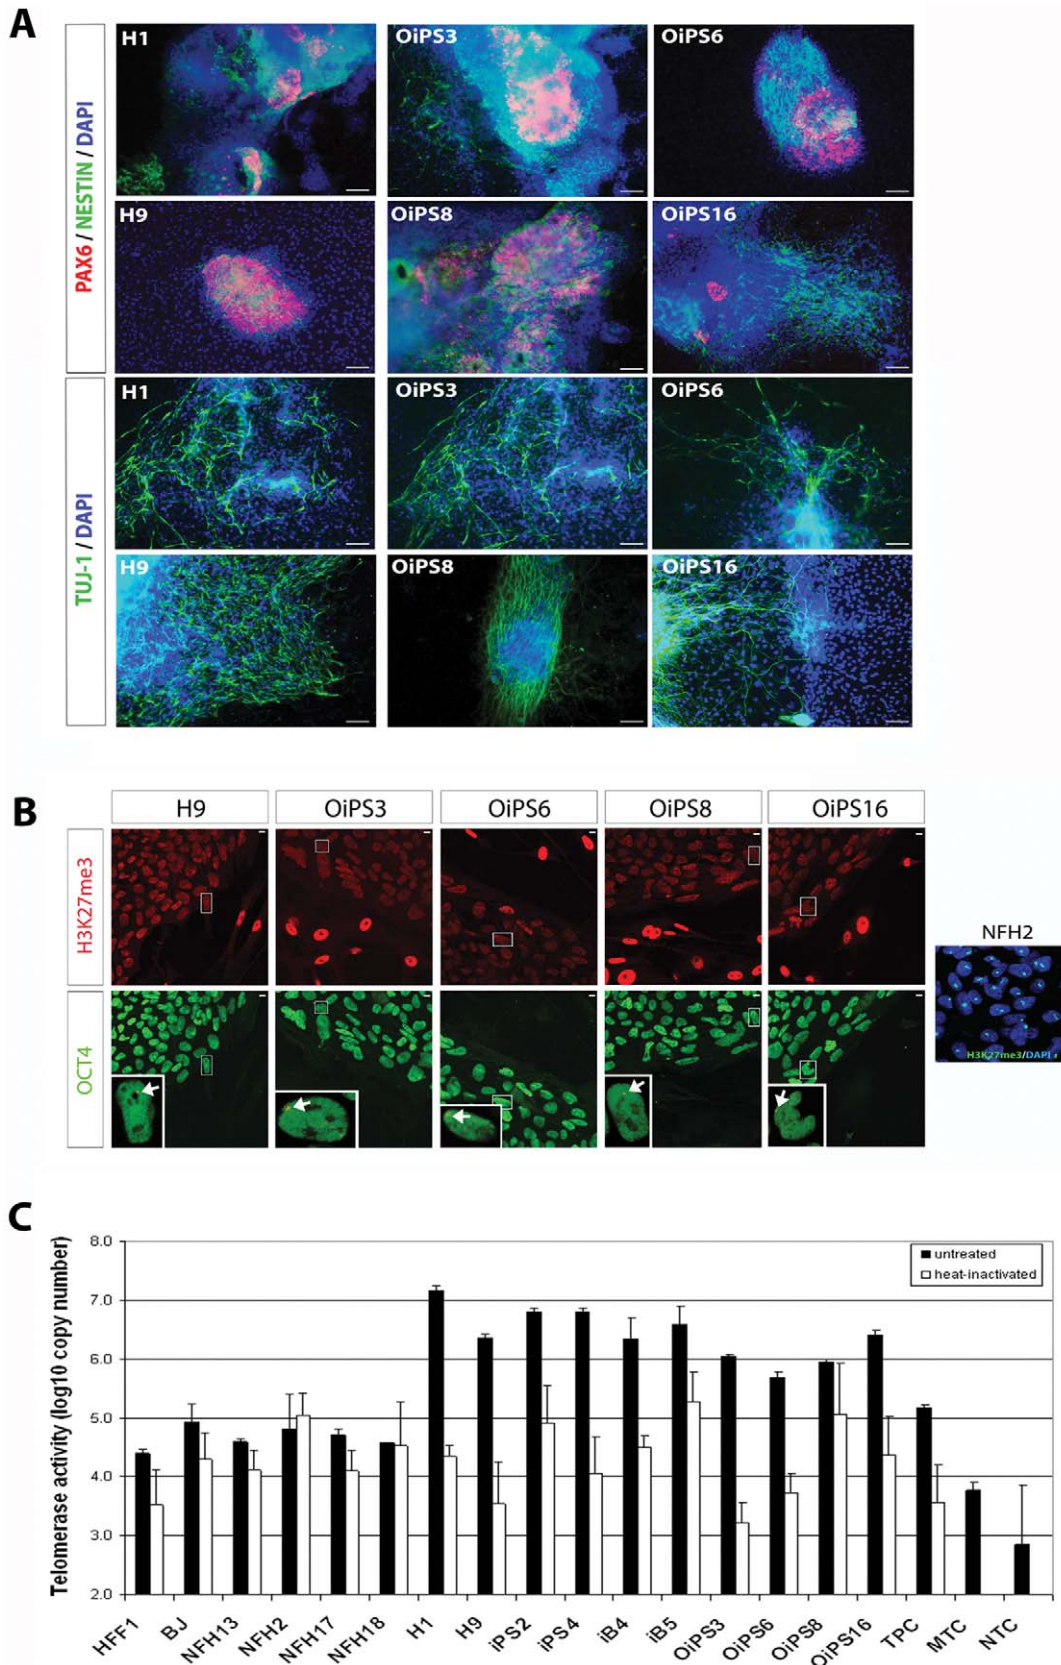 A
PAX6 / NESTIN / DAPI
H1
OiPS3
OiPS6
H9
OiPS8
OiPS16
TUJ-1 / DAPI
H1
OiPS3
OiPS6
H9
OiPS8
OiPS16
B
H9
OiPS3
OiPS6
OiPS8
OiPS16
H3K27me3
OCT4
NFH2
H3K27me3/DAPI
C
Telomerase activity (log10 copy number)
8.0
7.0
6.0
5.0
4.0
3.0
2.0
untreated
heat-inactivated
HFF1
BJ
NFH13
NFH2
NFH17
NFH18
H1
H9
iPS2
iPS4
iB4
iB5
OiPS3
OiPS6
OiPS8
OiPS16
TPC
MTC
NTC